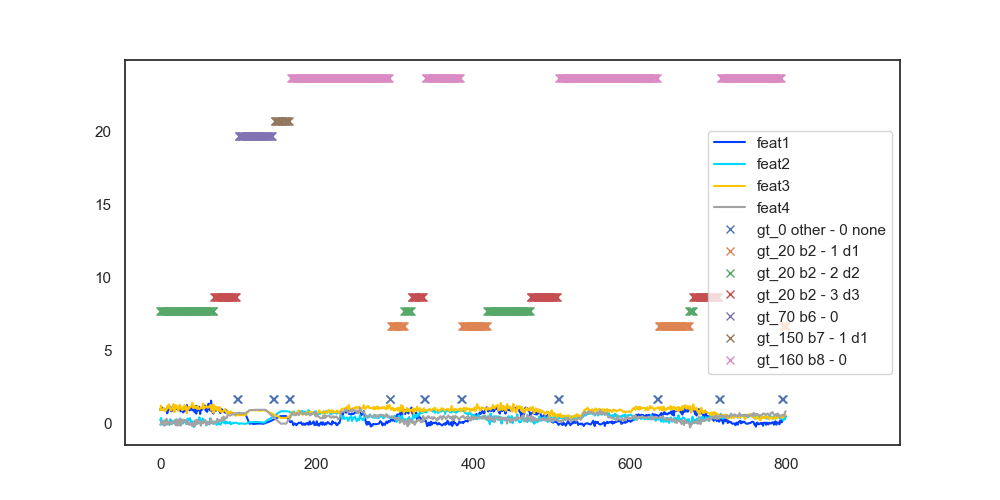 20
15
10
5
0
0 200 400 600 800
feat1
feat2
feat3
feat4
gt_0 other - 0 none
gt_20 b2 - 1 d1
gt_20 b2 - 2 d2
gt_20 b2 - 3 d3
gt_70 b6 - 0
gt_150 b7 - 1 d1
gt_160 b8 - 0